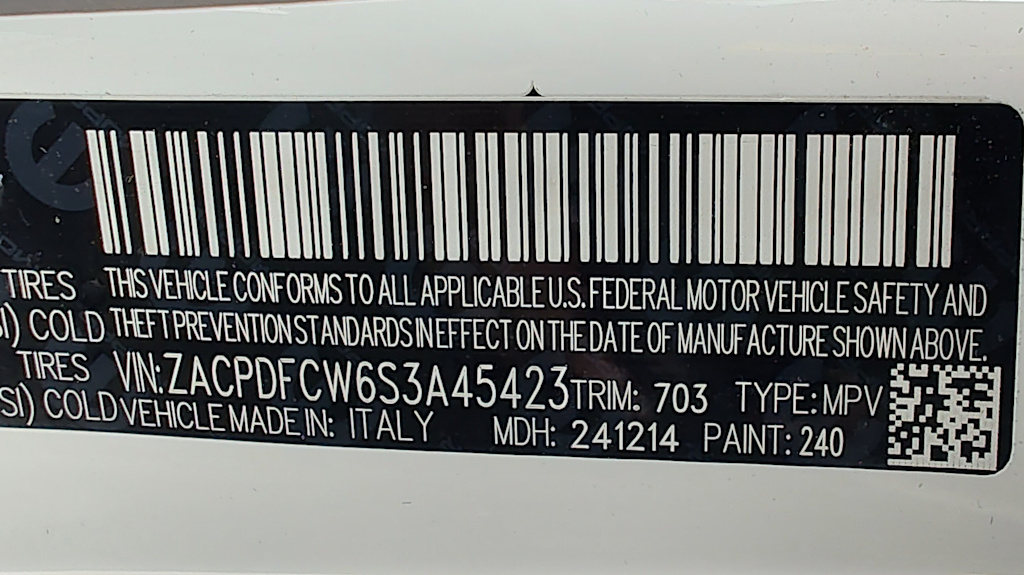 TIRES THIS VEHICLE CONFORMS TO ALL APPLICABLE U.S. FEDERAL MOTOR VEHICLE SAFETY AND
SI) COLD THEFT PREVENTION STANDARDS IN EFFECT ON THE DATE OF MANUFACTURE SHOWN ABOVE.
TIRES VIN: ZACPDFCW6S3A45423 TRIM: 703 TYPE: MPV
SI) COLD VEHICLE MADE IN: ITALY MDH: 241214 PAINT: 240